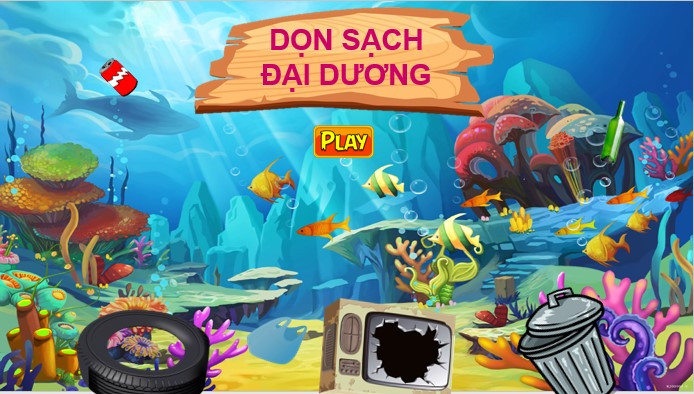 DỌN SẠCH
ĐẠI DƯƠNG
PLAY